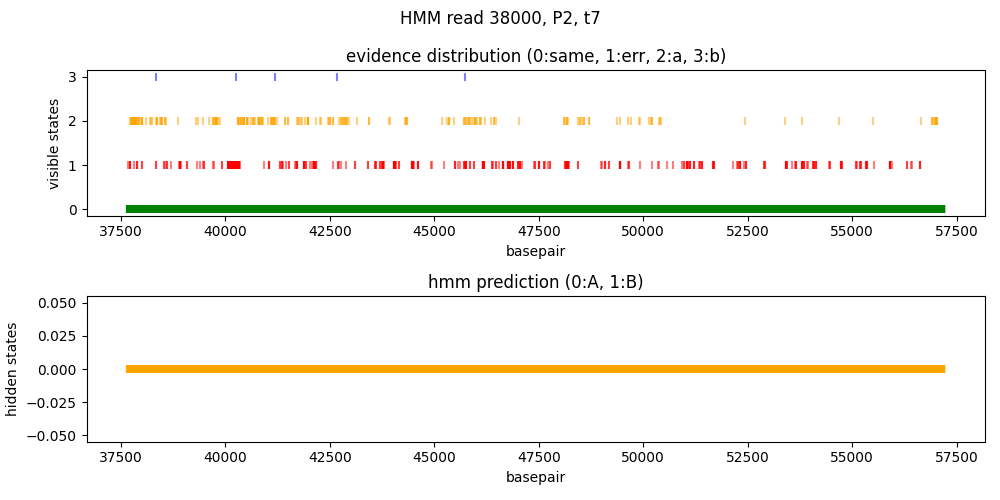 HMM read 38000, P2, t7
evidence distribution (0:same, 1:err, 2:a, 3:b)
visible states
3
2
1
0
37500 40000 42500 45000 47500 50000 52500 55000 57500
basepair
hmm prediction (0:A, 1:B)
hidden states
0.050
0.025
0.000
−0.025
−0.050
37500 40000 42500 45000 47500 50000 52500 55000 57500
basepair